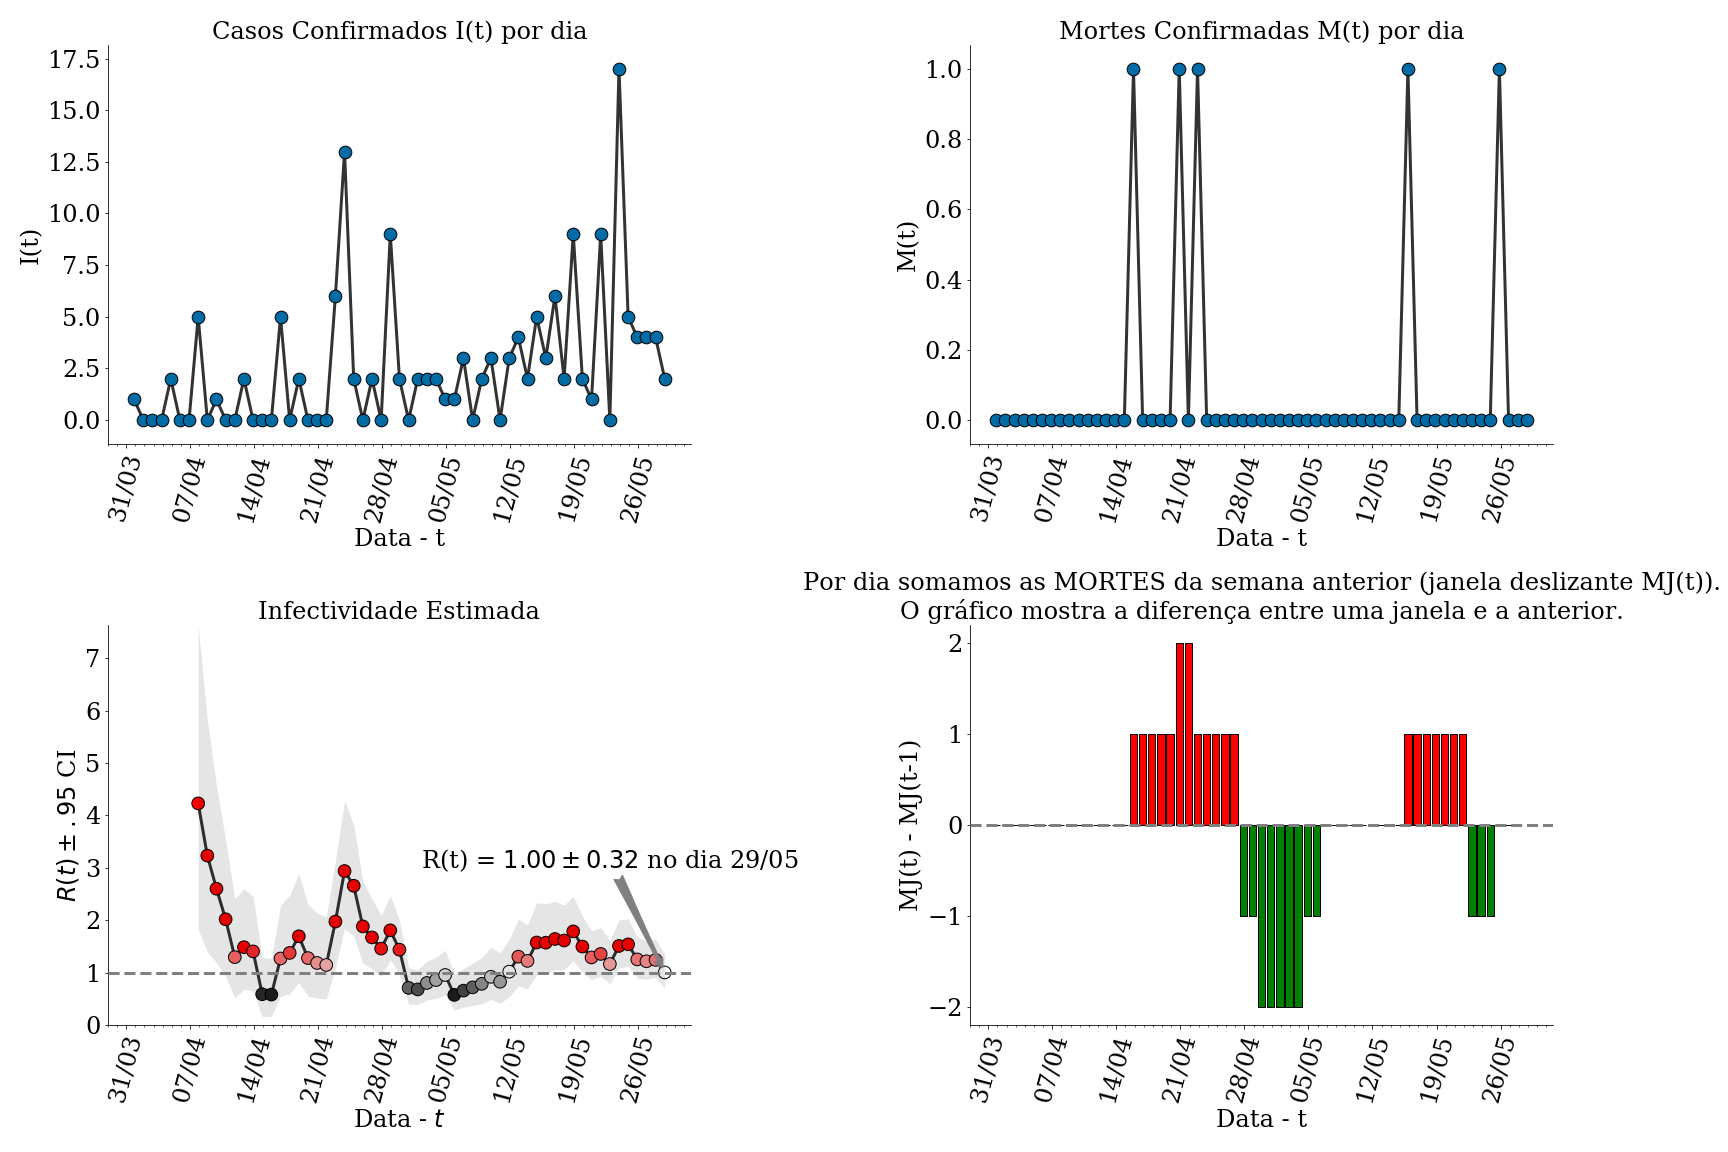 Casos Confirmados I(t) por dia
17.5
15.0
12.5
10.0
7.5
5.0
2.5
0.0
I(t)
31/03 07/04 14/04 21/04 28/04 05/05 12/05 19/05 26/05
Data - t
Mortes Confirmadas M(t) por dia
1.0
0.8
0.6
0.4
0.2
0.0
M(t)
31/03 07/04 14/04 21/04 28/04 05/05 12/05 19/05 26/05
Data - t
Infectividade Estimada
7
6
5
4
3
2
1
0
R(t) ± .95 CI
R(t) = 1.00 ± 0.32 no dia 29/05
31/03 07/04 14/04 21/04 28/04 05/05 12/05 19/05 26/05
Data - t
Por dia somamos as MORTES da semana anterior (janela deslizante MJ(t)).
O gráfico mostra a diferença entre uma janela e a anterior.
2
1
0
−1
−2
MJ(t) - MJ(t-1)
31/03 07/04 14/04 21/04 28/04 05/05 12/05 19/05 26/05
Data - t